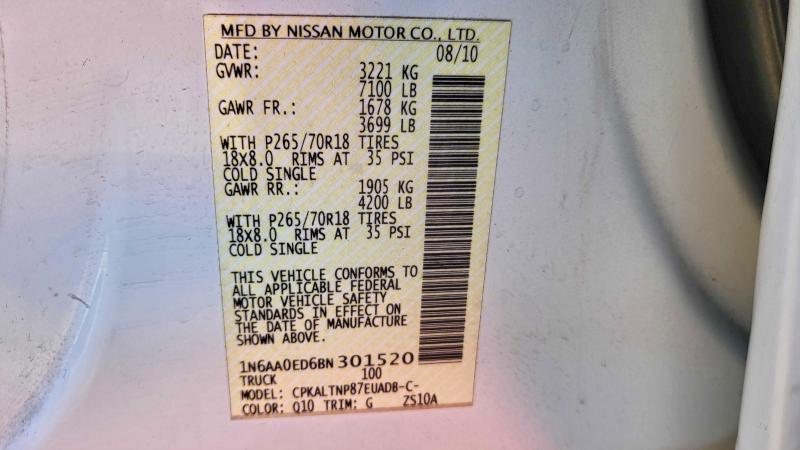 MFD BY NISSAN MOTOR CO., LTD.
DATE: 08/10
GVWR: 3221 KG
7100 LB
GAWR FR.: 1678 KG
3699 LB
WITH P265/70R18 TIRES
18X8.0 RIMS AT 35 PSI
COLD SINGLE
GAWR RR.: 1905 KG
4200 LB
WITH P265/70R18 TIRES
18X8.0 RIMS AT 35 PSI
COLD SINGLE
THIS VEHICLE CONFORMS TO
ALL APPLICABLE FEDERAL
MOTOR VEHICLE SAFETY
STANDARDS IN EFFECT ON
THE DATE OF MANUFACTURE
SHOWN ABOVE.
1N6AA0ED6BN301520
TRUCK 100
MODEL: CPKALTNP87EUADB-C-
COLOR: Q10 TRIM: G ZS10A